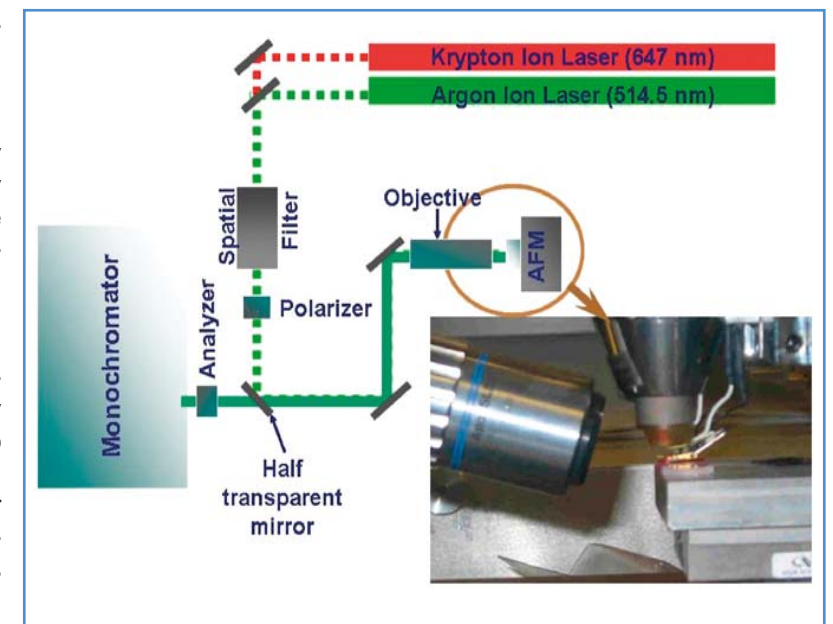 Krypton Ion Laser (647 nm)
Argon Ion Laser (514.5 nm)
Spatial
Filter
Objective
AFM
Monochromator
Analyzer
Polarizer
Half
transparent
mirror